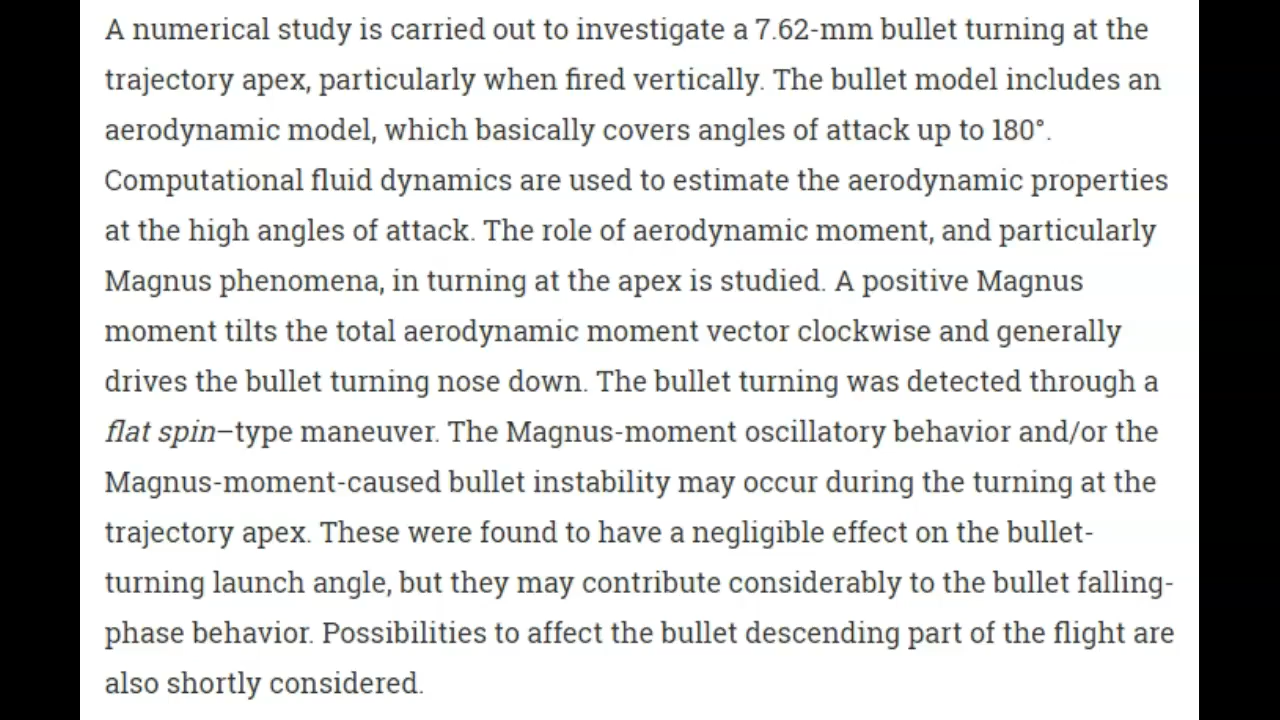 A numerical study is carried out to investigate a 7.62-mm bullet turning at the
trajectory apex, particularly when fired vertically. The bullet model includes an
aerodynamic model, which basically covers angles of attack up to 180°.
Computational fluid dynamics are used to estimate the aerodynamic properties
at the high angles of attack. The role of aerodynamic moment, and particularly
Magnus phenomena, in turning at the apex is studied. A positive Magnus
moment tilts the total aerodynamic moment vector clockwise and generally
drives the bullet turning nose down. The bullet turning was detected through a
flat spin–type maneuver. The Magnus-moment oscillatory behavior and/or the
Magnus-moment-caused bullet instability may occur during the turning at the
trajectory apex. These were found to have a negligible effect on the bullet-
turning launch angle, but they may contribute considerably to the bullet falling-
phase behavior. Possibilities to affect the bullet descending part of the flight are
also shortly considered.